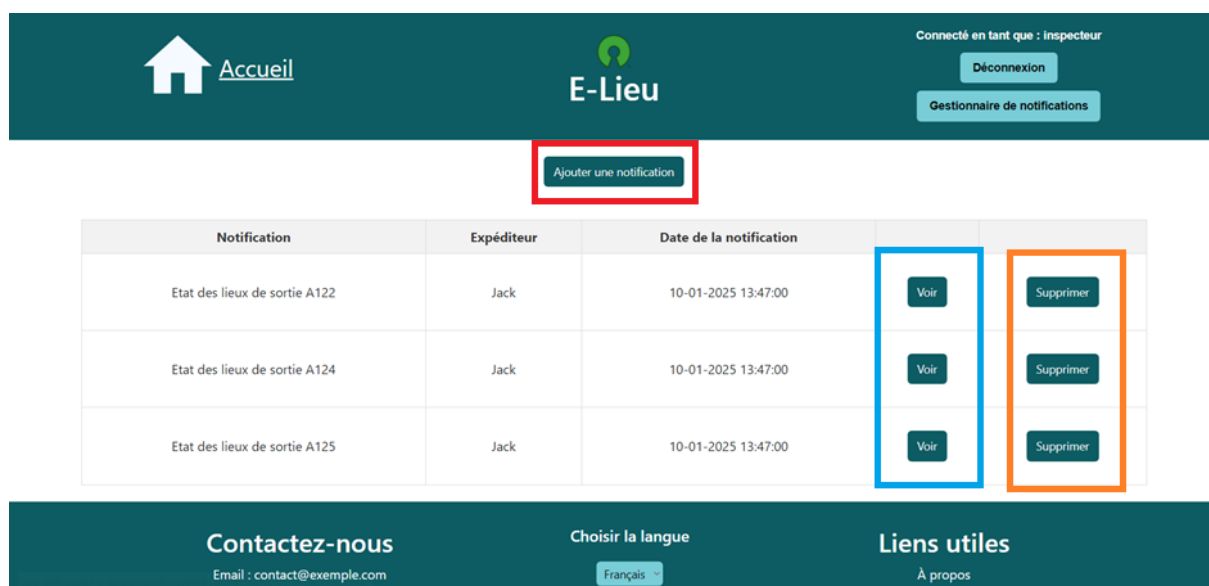 Accueil
E-Lieu
Connecté en tant que : inspecteur
Déconnexion
Gestionnaire de notifications
Ajouter une notification
Notification Expéditeur Date de la notification
Etat des lieux de sortie A122 Jack 10-01-2025 13:47:00 Voir Supprimer
Etat des lieux de sortie A124 Jack 10-01-2025 13:47:00 Voir Supprimer
Etat des lieux de sortie A125 Jack 10-01-2025 13:47:00 Voir Supprimer
Contactez-nous Choisir la langue Liens utiles
Email : contact@exemple.com Français À propos